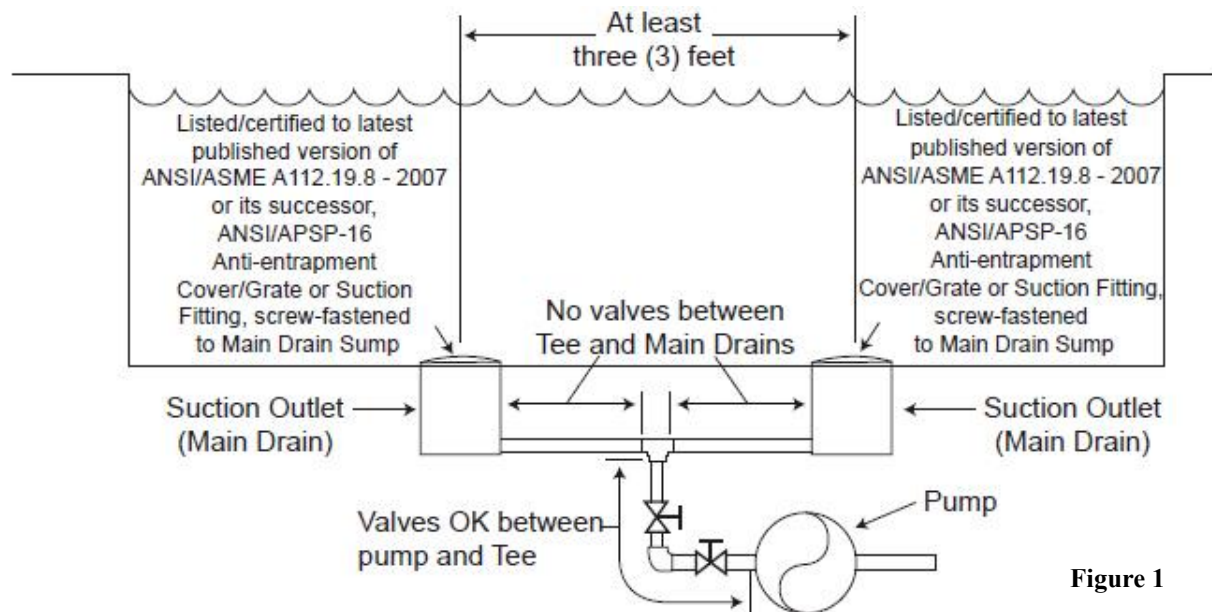 At least
three (3) feet
Listed/certified to latest
published version of
ANSI/ASME A112.19.8 - 2007
or its successor,
ANSI/APSP-16
Anti-entrapment
Cover/Grate or Suction
Fitting, screw-fastened
to Main Drain Sump
Listed/certified to latest
published version of
ANSI/ASME A112.19.8 - 2007
or its successor,
ANSI/APSP-16
Anti-entrapment
Cover/Grate or Suction Fitting,
screw-fastened
to Main Drain Sump
No valves between
Tee and Main Drains
Suction Outlet
(Main Drain)
Suction Outlet
(Main Drain)
Valves OK between
pump and Tee
Pump
Figure 1